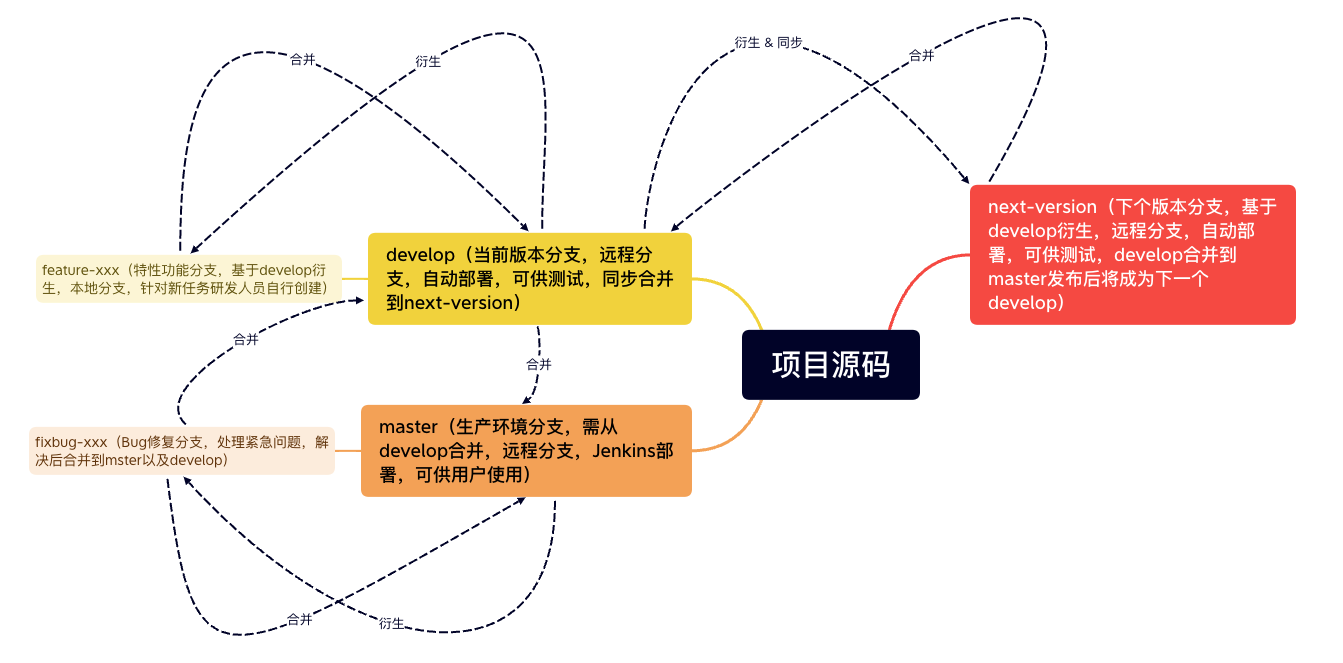 合并
衍生
衍生 & 同步
合并
next-version（下个版本分支，基于
develop衍生，远程分支，自动部
署，可供测试，develop合并到
master发布后将成为下一个
develop）
develop（当前版本分支，远程分
支，自动部署，可供测试，同步合并
到next-version）
feature-xxx（特性功能分支，基于develop衍
生，本地分支，针对新任务研发人员自行创建）
合并
合并
项目源码
master（生产环境分支，需从
develop合并，远程分支，Jenkins部
署，可供用户使用）
fixbug-xxx（Bug修复分支，处理紧急问题，解
决后合并到mster以及develop）
合并
衍生